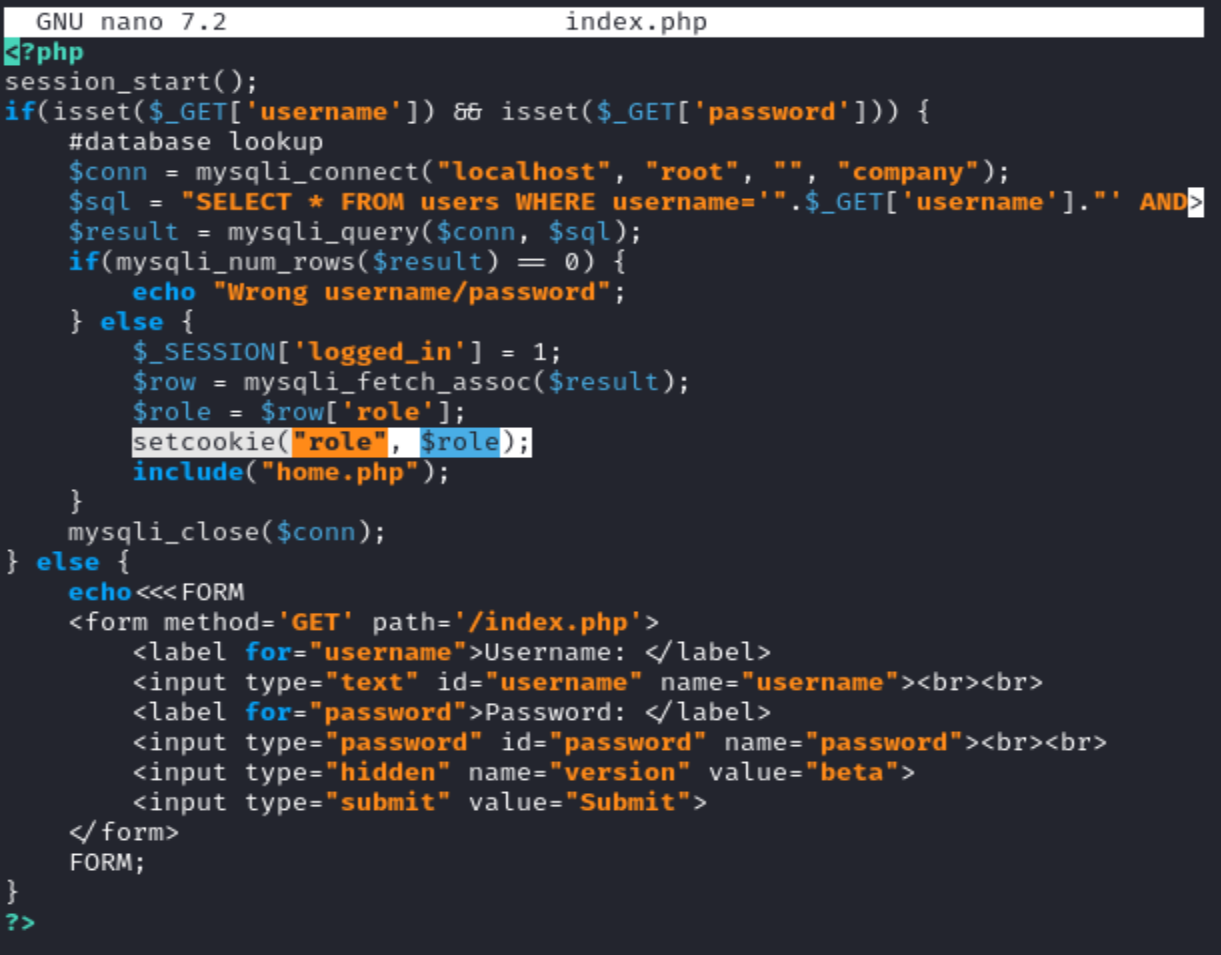 GNU nano 7.2 index.php
<?php
session_start();
if(isset($_GET['username']) && isset($_GET['password'])) {
    #database lookup
    $conn = mysqli_connect("localhost", "root", "", "company");
    $sql = "SELECT * FROM users WHERE username='".$_GET['username']."' AND>
    $result = mysqli_query($conn, $sql);
    if(mysqli_num_rows($result) == 0) {
        echo "Wrong username/password";
    } else {
        $_SESSION['logged_in'] = 1;
        $row = mysqli_fetch_assoc($result);
        $role = $row['role'];
        setcookie("role", $role);
        include("home.php");
    }
    mysqli_close($conn);
} else {
    echo<<<FORM
    <form method='GET' path='/index.php'>
        <label for="username">Username: </label>
        <input type="text" id="username" name="username"><br><br>
        <label for="password">Password: </label>
        <input type="password" id="password" name="password"><br><br>
        <input type="hidden" name="version" value="beta">
        <input type="submit" value="Submit">
    </form>
    FORM;
}
?>